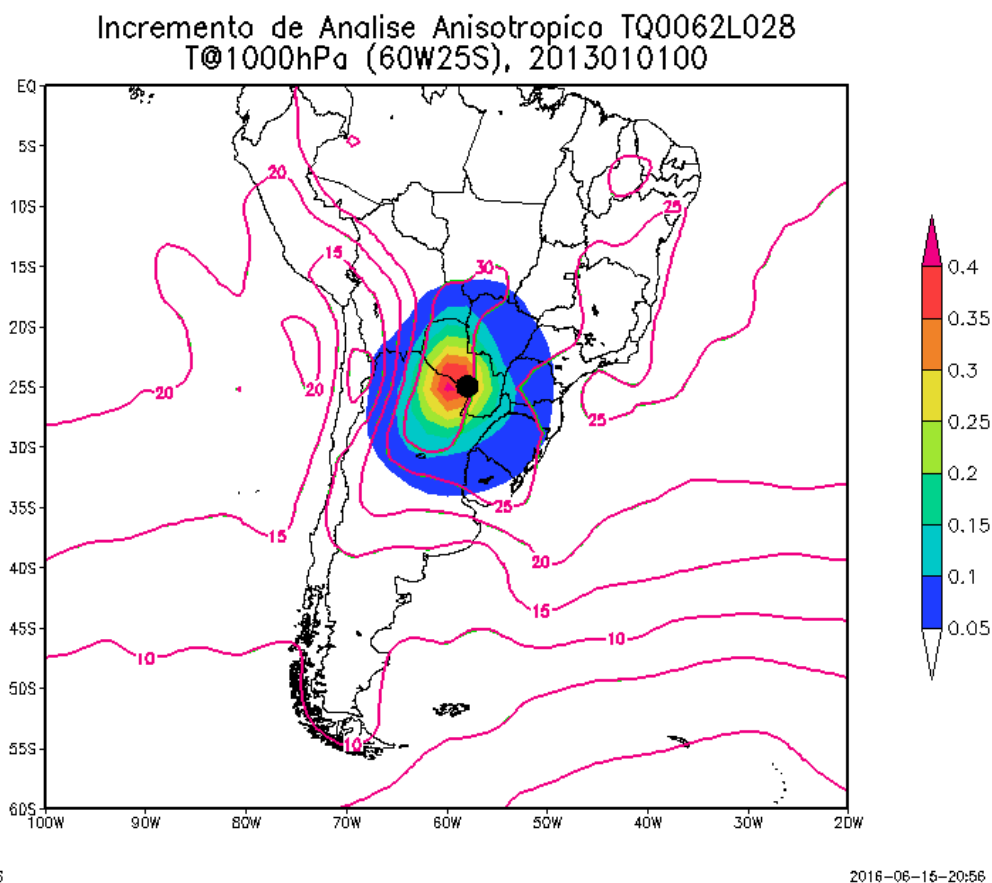 Incremento de Analise Anisotropico TQ0062L028
T@1000hPa (60W25S), 2013010100
EQ
5S
10S
15S
20S
25S
30S
35S
40S
45S
50S
55S
60S
100W 90W 80W 70W 60W 50W 40W 30W 20W
20
15
30
25
20
20
25
25
15
20
15
10
10
10
0.4
0.35
0.3
0.25
0.2
0.15
0.1
0.05
2016-06-15-20:56